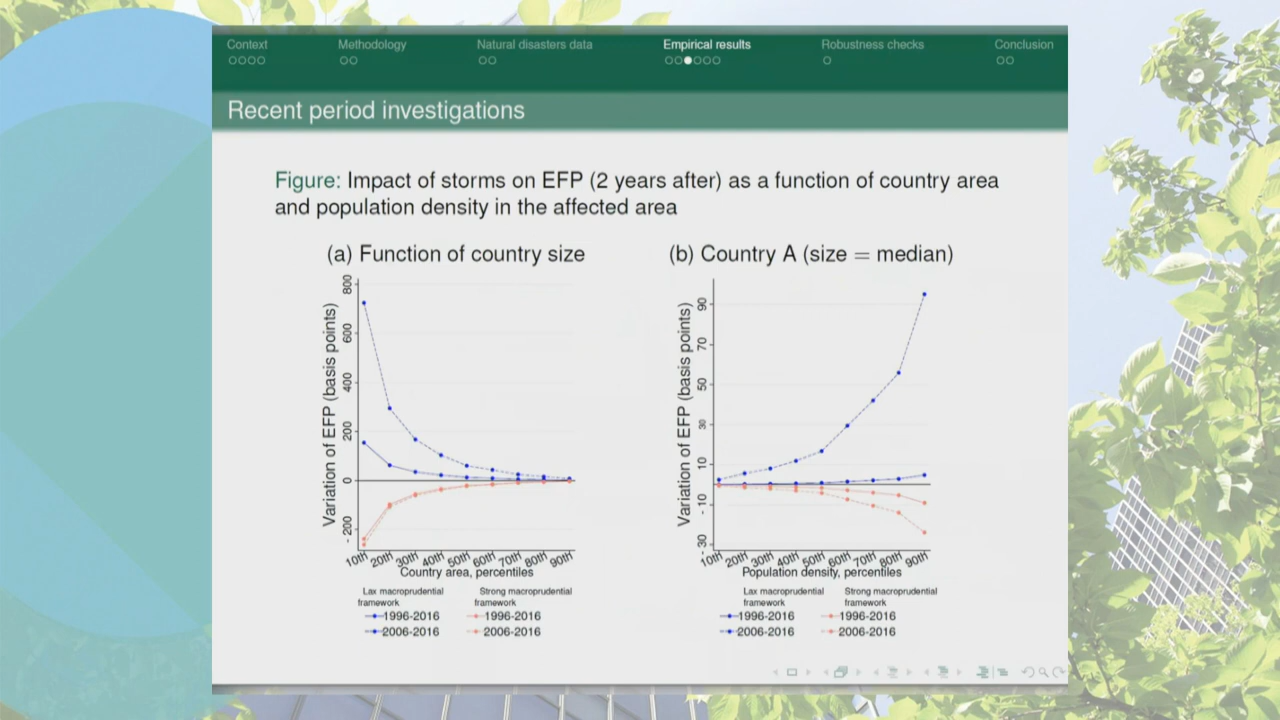 Context
Methodology
Natural disasters data
Empirical results
Robustness checks
Conclusion
Recent period investigations
Figure: Impact of storms on EFP (2 years after) as a function of country area
and population density in the affected area
(a) Function of country size
Variation of EFP (basis points)
800
600
400
200
0
- 200
10th 20th 30th 40th 50th 60th 70th 80th 90th
Country area, percentiles
Lax macroprudential
framework
Strong macroprudential
framework
1996-2016
1996-2016
2006-2016
2006-2016
(b) Country A (size = median)
Variation of EFP (basis points)
90
70
50
30
10
- 10
- 30
10th 20th 30th 40th 50th 60th 70th 80th 90th
Population density, percentiles
Lax macroprudential
framework
Strong macroprudential
framework
1996-2016
1996-2016
2006-2016
2006-2016